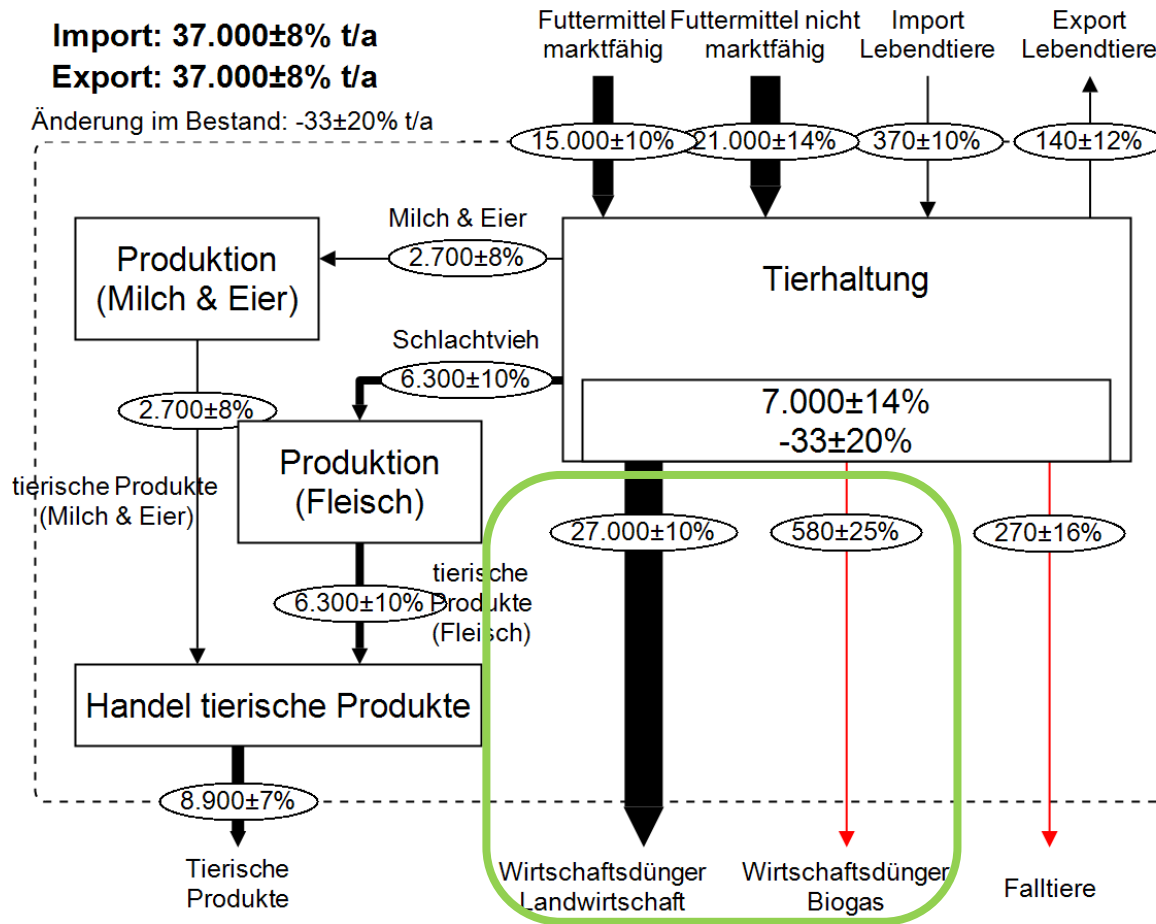 Import: 37.000±8% t/a
Export: 37.000±8% t/a
Änderung im Bestand: -33±20% t/a
Futtermittel
marktfähig
Futtermittel nicht
marktfähig
Import
Lebendtiere
Export
Lebendtiere
15.000±10%
21.000±14%
370±10%
140±12%
Milch & Eier
2.700±8%
Produktion
(Milch & Eier)
Tierhaltung
Schlachtvieh
6.300±10%
7.000±14%
-33±20%
2.700±8%
Produktion
(Fleisch)
tierische Produkte
(Milch & Eier)
27.000±10%
580±25%
270±16%
tierische
Produkte
(Fleisch)
6.300±10%
Handel tierische Produkte
8.900±7%
Tierische
Produkte
Wirtschaftsdünger
Landwirtschaft
Wirtschaftsdünger
Biogas
Falltiere